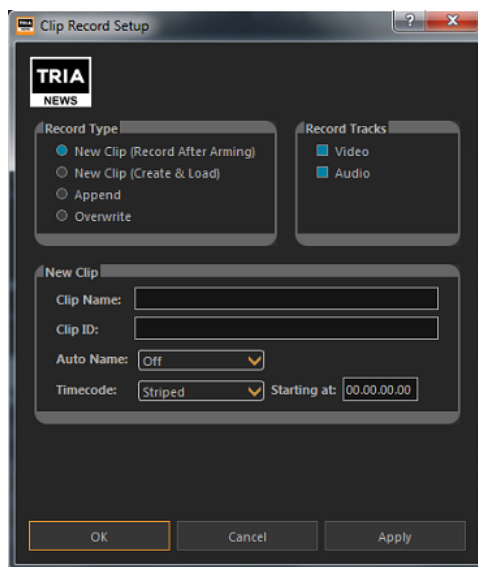 Clip Record Setup
?
TRIA
NEWS
Record Type
New Clip (Record After Arming)
New Clip (Create & Load)
Append
Overwrite
Record Tracks
Video
Audio
New Clip
Clip Name:
Clip ID:
Auto Name: Off
Timecode: Striped Starting at: 00.00.00.00
OK Cancel Apply